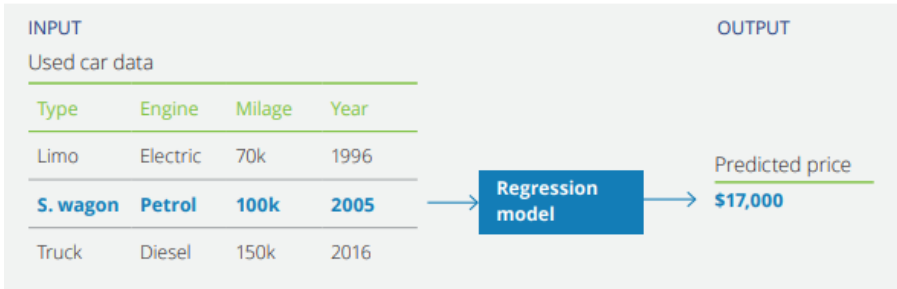 INPUT
Used car data
Type Engine Milage Year
Limo Electric 70k 1996
S. wagon Petrol 100k 2005
Truck Diesel 150k 2016
Regression
model
OUTPUT
Predicted price
$17,000